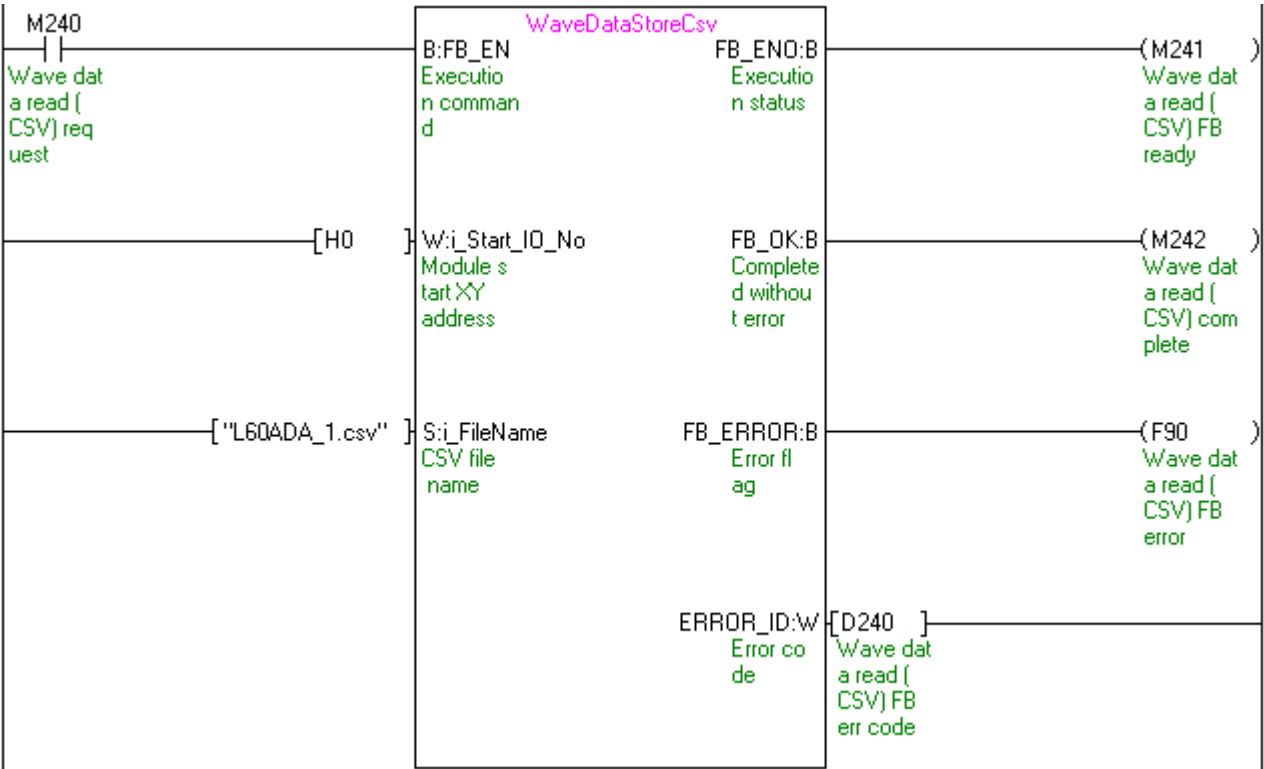 M240
WaveDataStoreCsv
B:FB_EN
FB_ENO:B
(M241 )
Wave dat
a read (
CSV) req
uest
Executio
n comman
d
Executio
n status
Wave dat
a read (
CSV) FB
ready
[H0 ]
W:i_Start_IO_No
FB_OK:B
(M242 )
Module s
tart XY
address
Complete
d withou
t error
Wave dat
a read (
CSV) com
plete
["L60ADA_1.csv" ]
S:i_FileName
FB_ERROR:B
(F90 )
CSV file
name
Error fl
ag
Wave dat
a read (
CSV) FB
error
ERROR_ID:W
[D240 ]
Error co
de
Wave dat
a read (
CSV) FB
err code